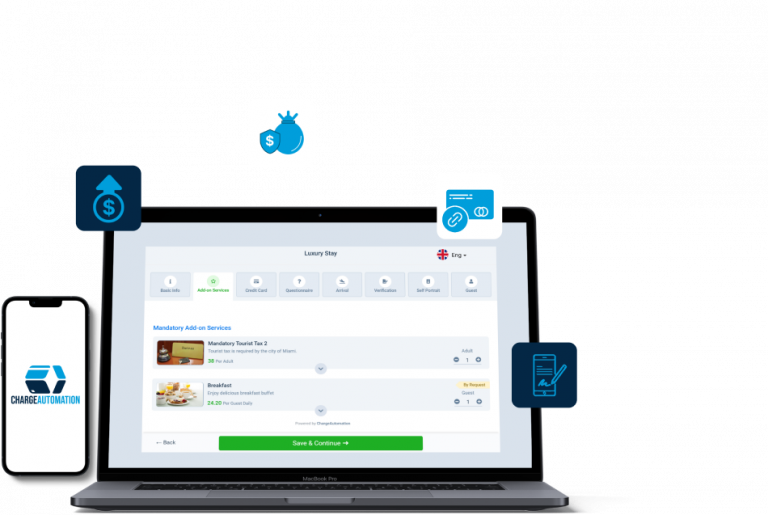 Luxury Stay
Eng
Basic Info
Add-on Services
Credit Card
Questionnaire
Arrival
Verification
Self Portrait
Guest
Mandatory Add-on Services
Mandatory Tourist Tax 2
Tourist tax is required by the city of Miami.
35 Per Adult
Adult
1
Breakfast
Enjoy delicious breakfast buffet
24.20 Per Guest Daily
By Request
Guest
1
Powered by ChargeAutomation
← Back
Save & Continue →
CHARGEAUTOMATION
MacBook Pro